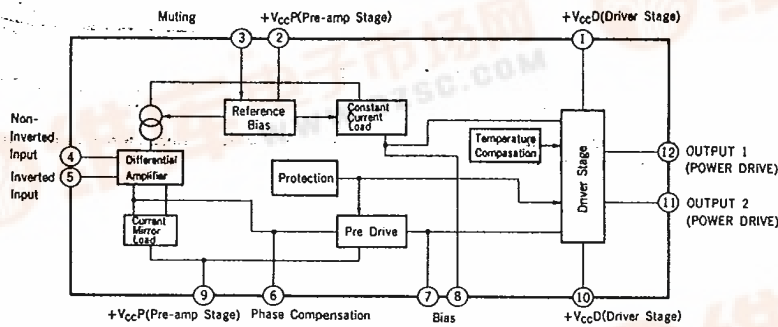 Muting
+VCCP(Pre-amp Stage)
+VCCD(Driver Stage)
3
2
1
Non-
Inverted
Input
4
Inverted
Input
5
Reference
Bias
Constant
Current
Load
Differential
Amplifier
Current
Mirror
Load
Protection
Pre Drive
Temperature
Compasation
Driver Stage
12
OUTPUT 1
(POWER DRIVE)
11
OUTPUT 2
(POWER DRIVE)
9
6
7
8
10
+VCCP(Pre-amp Stage)
Phase Compensation
Bias
+VCCD(Driver Stage)